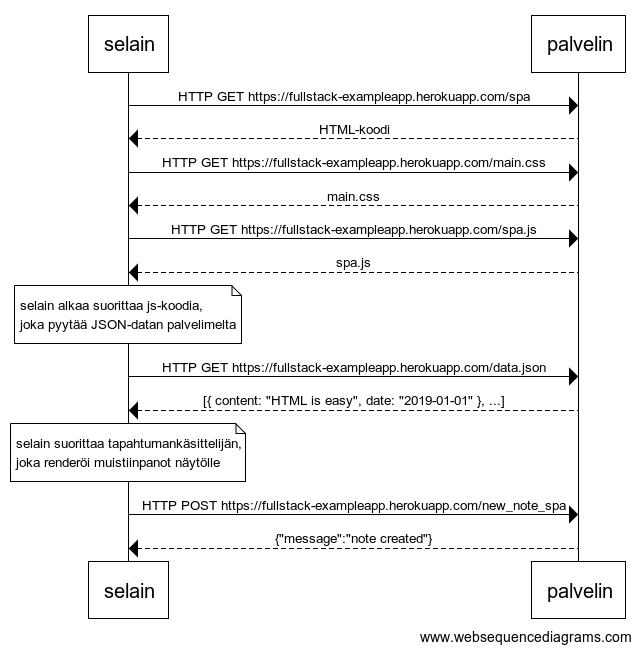 selain
palvelin
HTTP GET https://fullstack-exampleapp.herokuapp.com/spa
HTML-koodi
HTTP GET https://fullstack-exampleapp.herokuapp.com/main.css
main.css
HTTP GET https://fullstack-exampleapp.herokuapp.com/spa.js
spa.js
selain alkaa suorittaa js-koodia,
joka pyytää JSON-datan palvelimelta
HTTP GET https://fullstack-exampleapp.herokuapp.com/data.json
[{ content: "HTML is easy", date: "2019-01-01" }, ...]
selain suorittaa tapahtumankäsittelijän,
joka renderöi muistiinpanot näytölle
HTTP POST https://fullstack-exampleapp.herokuapp.com/new_note_spa
{"message":"note created"}
selain
palvelin
www.websequencediagrams.com